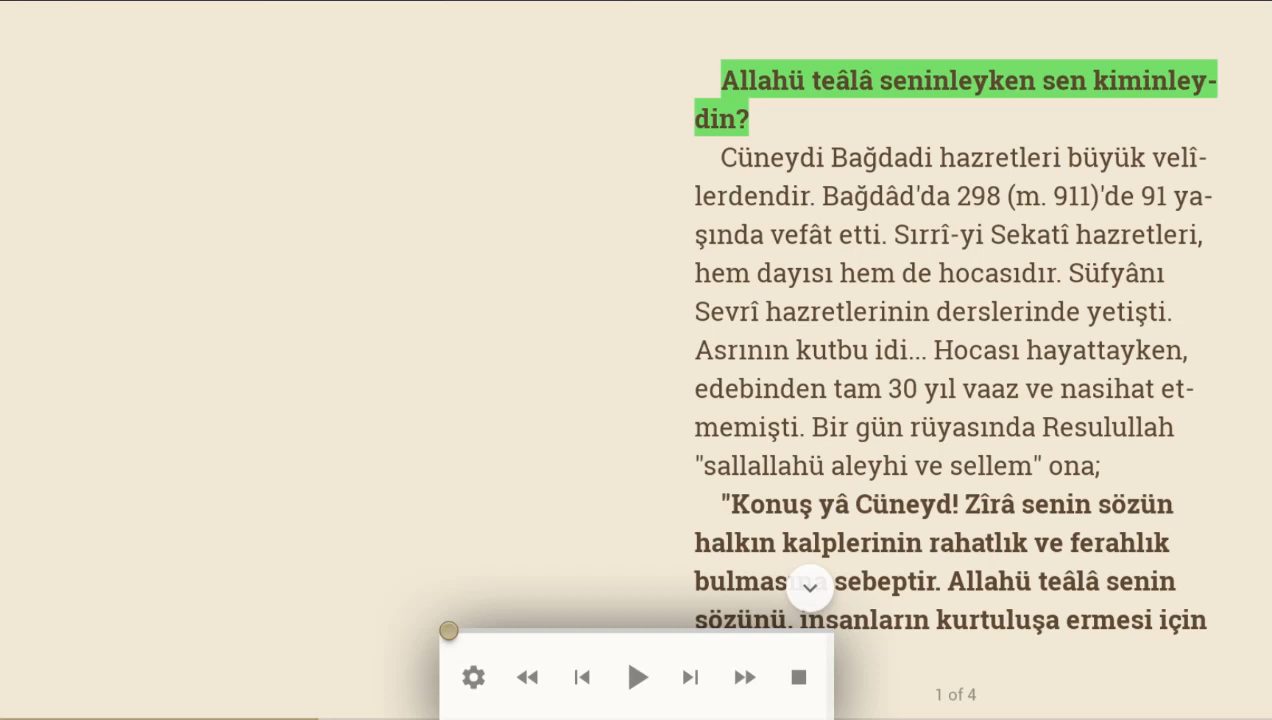 Allahü teâlâ seninleyken sen kiminley-
din?
Cüneydi Bağdadi hazretleri büyük velî-
lerdendir. Bağdâd'da 298 (m. 911)'de 91 ya-
şında vefât etti. Sırrî-yi Sekatî hazretleri,
hem dayısı hem de hocasıdır. Süfyânı
Sevrî hazretlerinin derslerinde yetişti.
Asrının kutbu idi... Hocası hayattayken,
edebinden tam 30 yıl vaaz ve nasihat et-
memişti. Bir gün rüyasında Resulullah
"sallallahü aleyhi ve sellem" ona;
"Konuş yâ Cüneyd! Zîrâ senin sözün
halkın kalplerinin rahatlık ve ferahlık
bulmasına sebeptir. Allahü teâlâ senin
sözünü, insanların kurtuluşa ermesi için
1 of 4